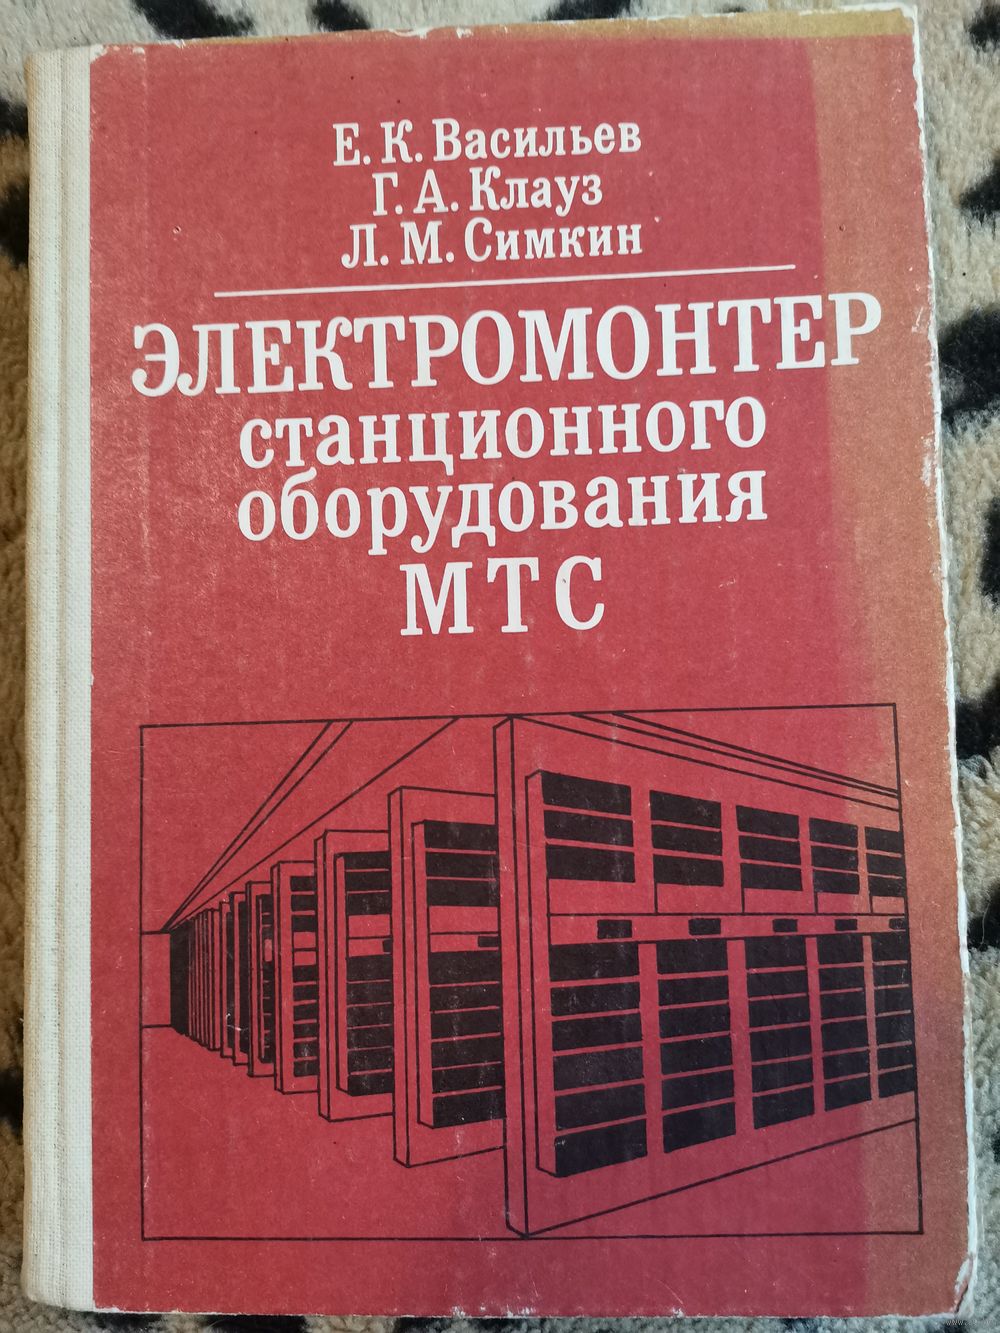 Е. К. Васильев
Г. А. Клауз
Л. М. Симкин
ЭЛЕКТРОМОНТЕР
станционного
оборудования
МТС